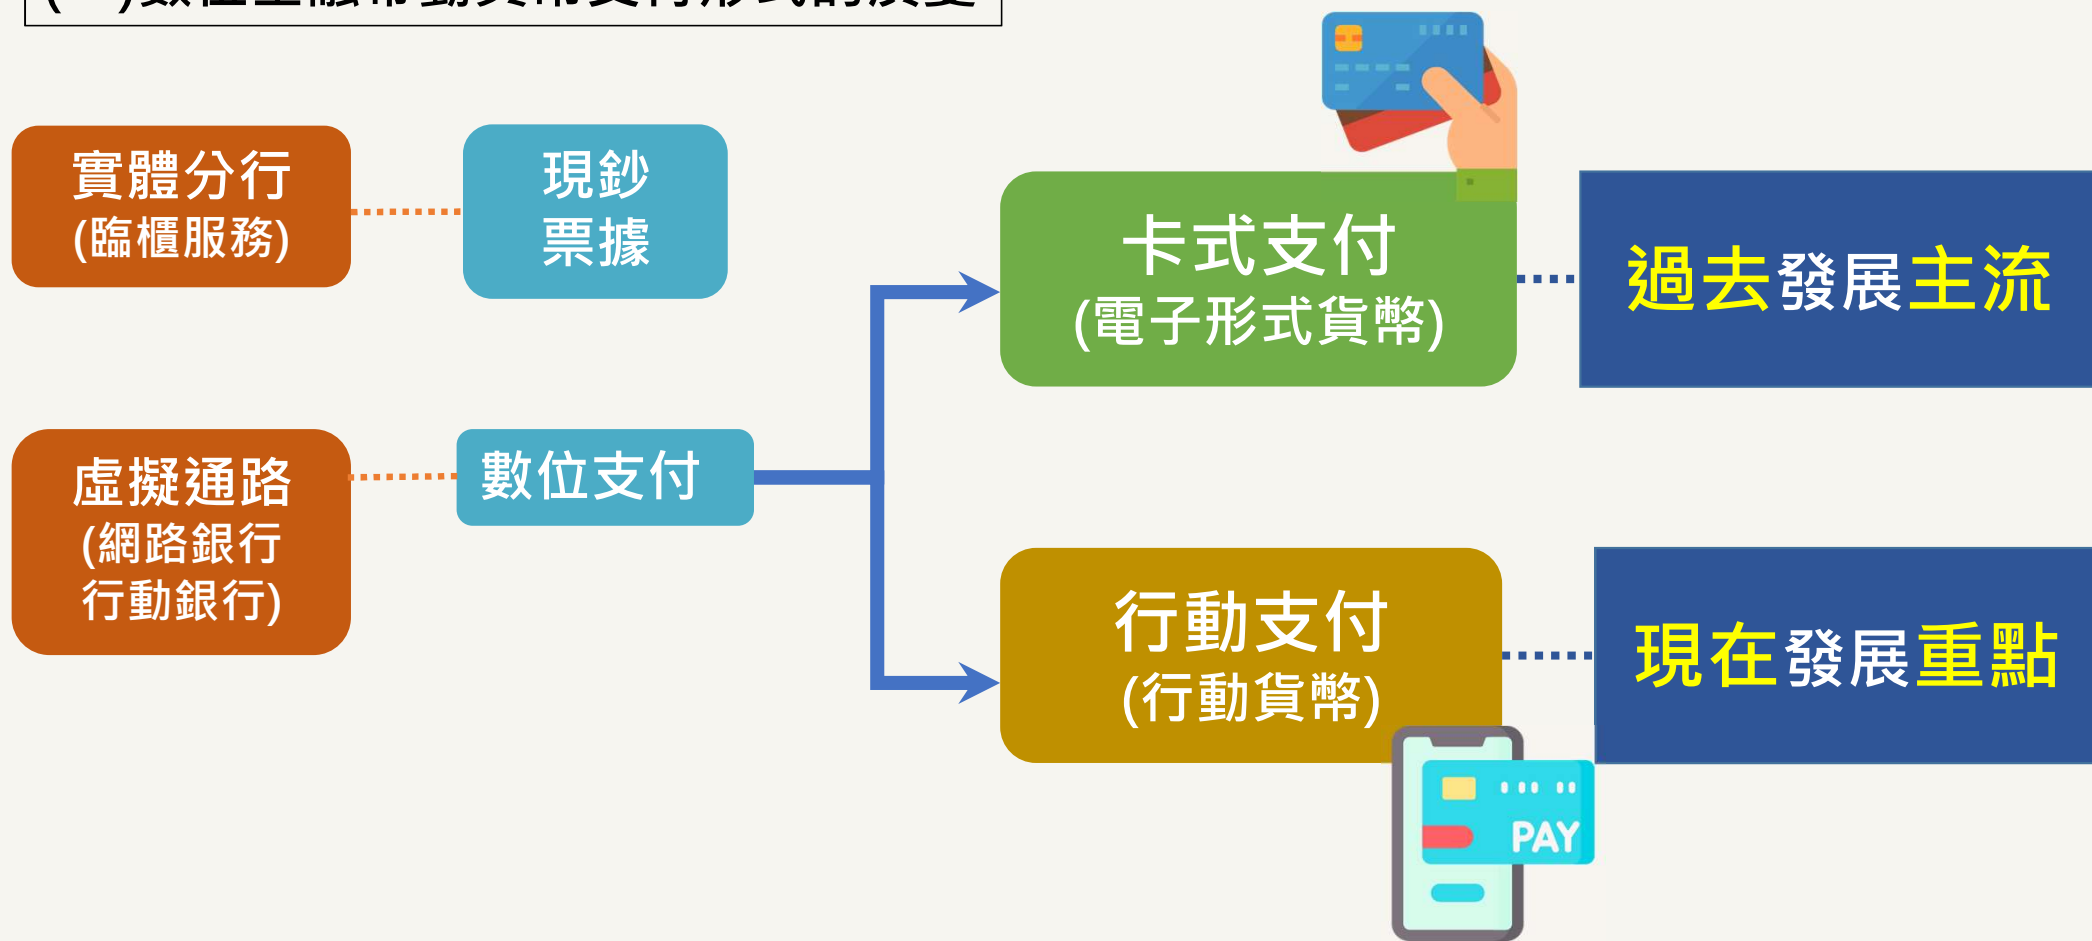 實體分行
(臨櫃服務)
現鈔
票據
卡式支付
(電子形式貨幣)
過去發展主流
虛擬通路
(網路銀行
行動銀行)
數位支付
行動支付
(行動貨幣)
現在發展重點
PAY